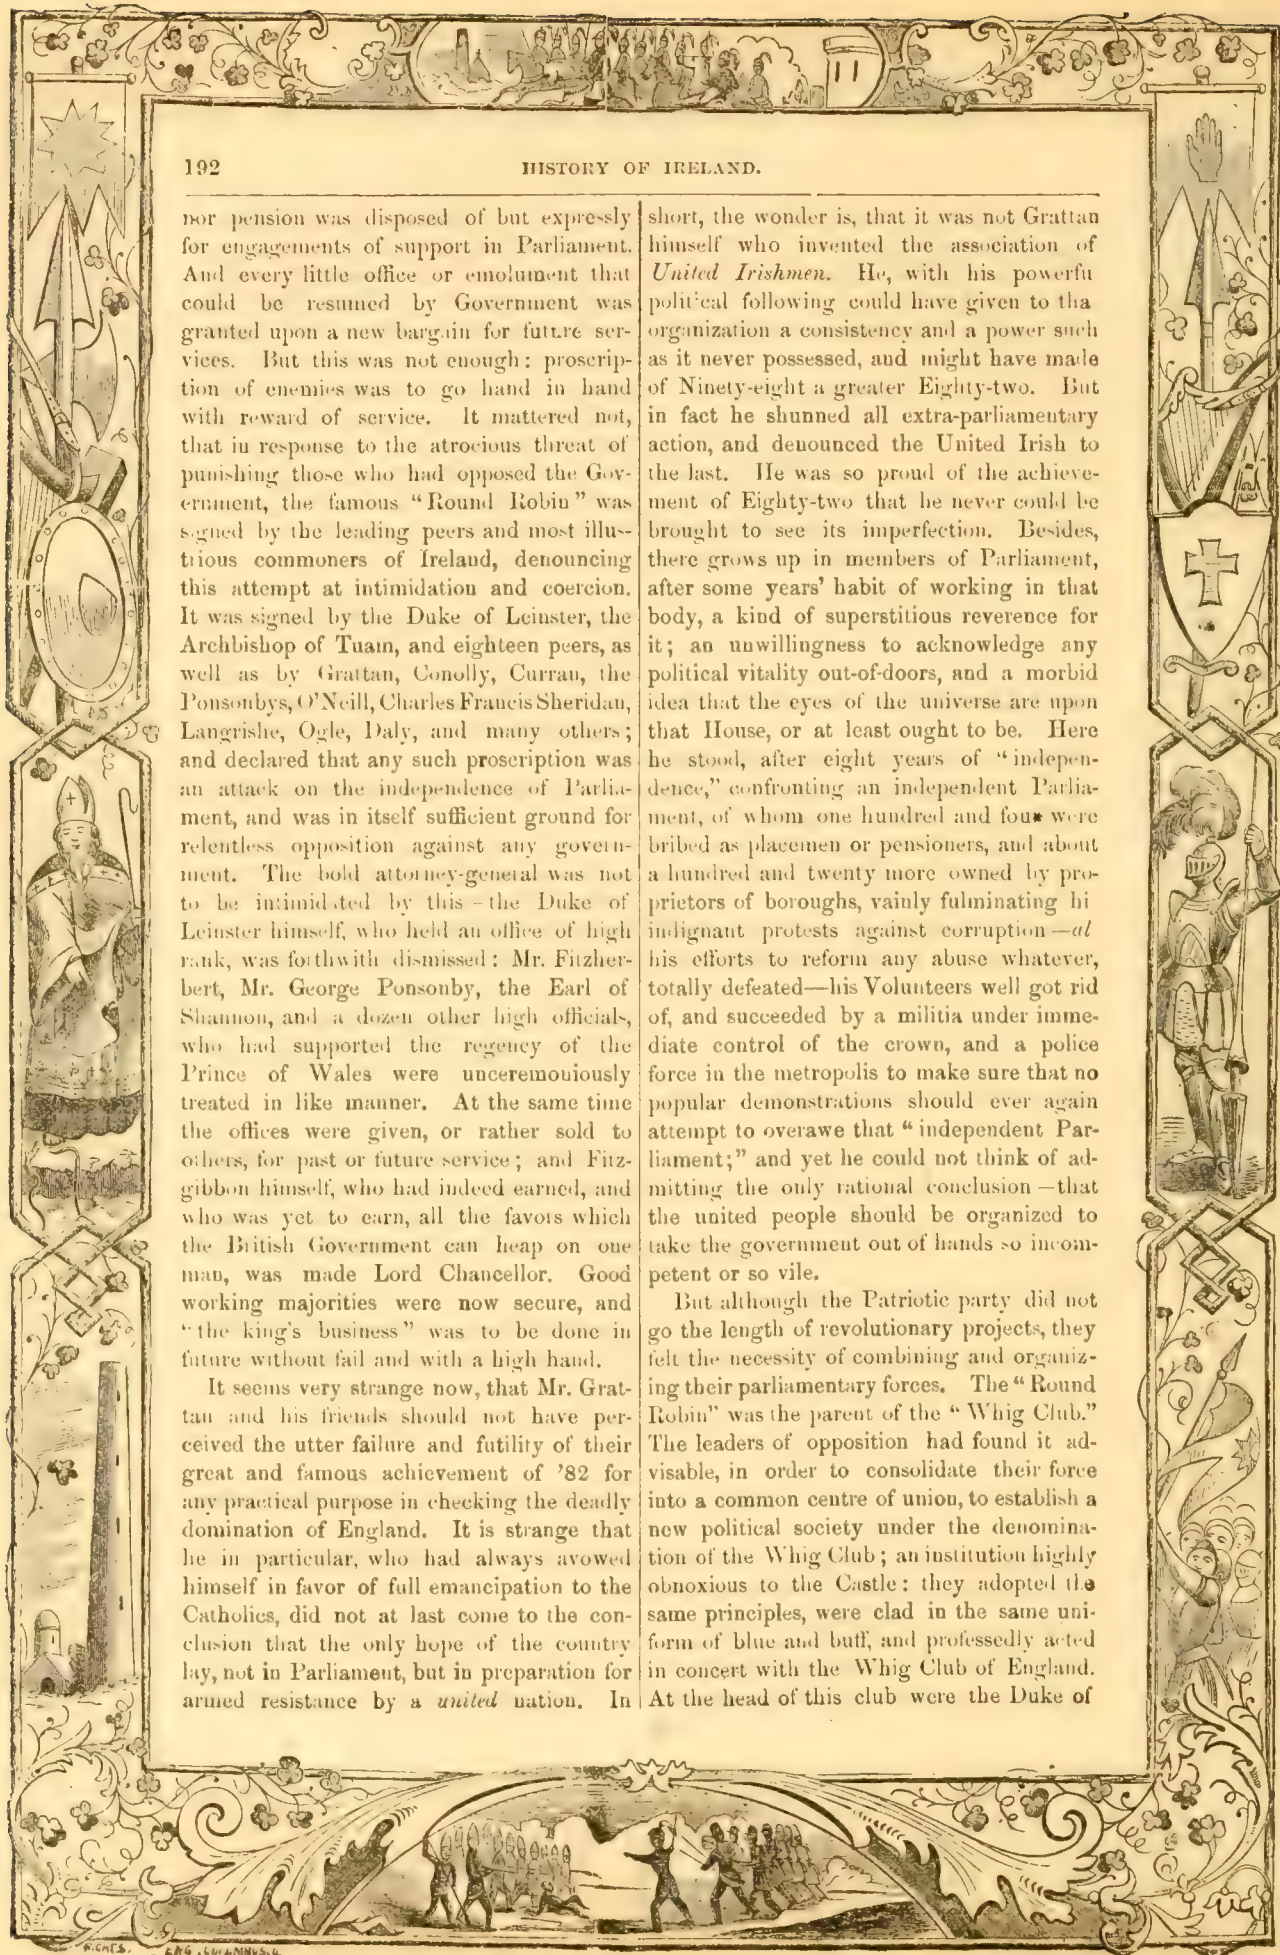 192
HISTORY OF IRELAND.
nor pension was disposed of but expressly
for engagements of support in Parliament.
And every little office or emolument that
could be resumed by Government was
granted upon a new bargain for future ser-
vices. But this was not enough: proscrip-
tion of enemies was to go hand in hand
with reward of service. It mattered not,
that in response to the atrocious threat of
punishing those who had opposed the Gov-
ernment, the famous "Round Robin" was
signed by the leading peers and most illus-
trious commoners of Ireland, denouncing
this attempt at intimidation and coercion.
It was signed by the Duke of Leinster, the
Archbishop of Tuam, and eighteen peers, as
well as by Grattan, Conolly, Curran, the
Ponsonbys, O'Neill, Charles Francis Sheridan,
Langrishe, Ogle, Daly, and many others;
and declared that any such proscription was
an attack on the independence of Parlia-
ment, and was in itself sufficient ground for
relentless opposition against any govern-
ment. The bold attorney-general was not
to be intimidated by this—the Duke of
Leinster himself, who held an office of high
rank, was forthwith dismissed: Mr. Fitzher-
bert, Mr. George Ponsonby, the Earl of
Shannon, and a dozen other high officials,
who had supported the regency of the
Prince of Wales were unceremoniously
treated in like manner. At the same time
the offices were given, or rather sold to
others, for past or future service; and Fitz-
gibbon himself, who had indeed earned, and
who was yet to earn, all the favors which
the British Government can heap on one
man, was made Lord Chancellor. Good
working majorities were now secure, and
"the king's business" was to be done in
future without fail and with a high hand.
It seems very strange now, that Mr. Grat-
tan and his friends should not have per-
ceived the utter failure and futility of their
great and famous achievement of '82 for
any practical purpose in checking the deadly
domination of England. It is strange that
he in particular, who had always avowed
himself in favor of full emancipation to the
Catholics, did not at last come to the con-
clusion that the only hope of the country
lay, not in Parliament, but in preparation for
armed resistance by a united nation. In
short, the wonder is, that it was not Grattan
himself who invented the association of
United Irishmen. He, with his powerfu
political following could have given to tha
organization a consistency and a power such
as it never possessed, and might have made
of Ninety-eight a greater Eighty-two. But
in fact he shunned all extra-parliamentary
action, and denounced the United Irish to
the last. He was so proud of the achieve-
ment of Eighty-two that he never could be
brought to see its imperfection. Besides,
there grows up in members of Parliament,
after some years' habit of working in that
body, a kind of superstitious reverence for
it; an unwillingness to acknowledge any
political vitality out-of-doors, and a morbid
idea that the eyes of the universe are upon
that House, or at least ought to be. Here
he stood, after eight years of "indepen-
dence," confronting an independent Parlia-
ment, of whom one hundred and four were
bribed as placemen or pensioners, and about
a hundred and twenty more owned by pro-
prietors of boroughs, vainly fulminating hi
indignant protests against corruption—al
his efforts to reform any abuse whatever,
totally defeated—his Volunteers well got rid
of, and succeeded by a militia under imme-
diate control of the crown, and a police
force in the metropolis to make sure that no
popular demonstrations should ever again
attempt to overawe that "independent Par-
liament;" and yet he could not think of ad-
mitting the only rational conclusion—that
the united people should be organized to
take the government out of hands so incom-
petent or so vile.
But although the Patriotic party did not
go the length of revolutionary projects, they
felt the necessity of combining and organiz-
ing their parliamentary forces. The "Round
Robin" was the parent of the "Whig Club."
The leaders of opposition had found it ad-
visable, in order to consolidate their force
into a common centre of union, to establish a
new political society under the denomina-
tion of the Whig Club; an institution highly
obnoxious to the Castle: they adopted the
same principles, were clad in the same uni-
form of blue and buff, and professedly acted
in concert with the Whig Club of England.
At the head of this club were the Duke of